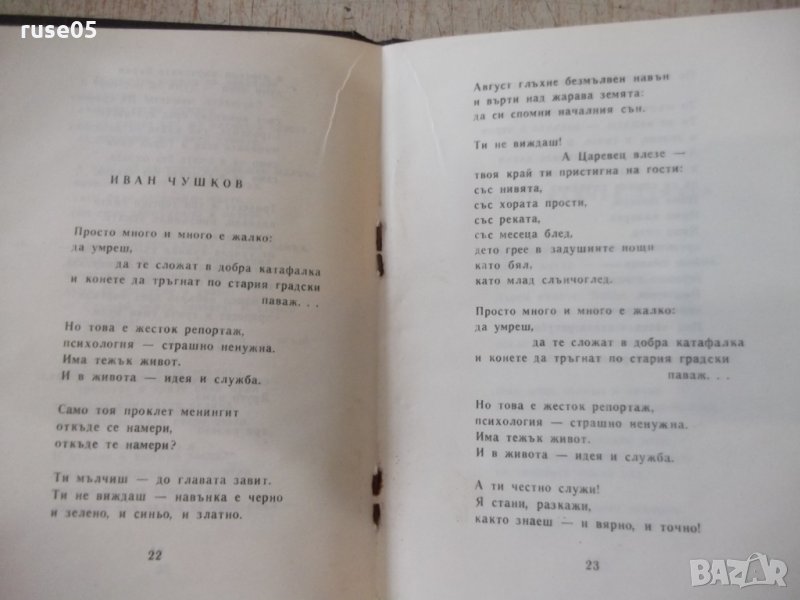 ruse05
ИВАН ЧУШКОВ
Просто много и много е жалко:
да умреш,
да те сложат в добра катафалка
и конете да тръгнат по стария градски
паваж. . .
Но това е жесток репортаж,
психология — страшно ненужна.
Има тежък живот.
И в живота — идея и служба.
Само тоя проклет менингит
откъде се намери,
откъде те намери?
Ти мълчиш — до главата завит.
Ти не виждаш — навънка е черно
и зелено, и синьо, и златно.
22
Август глъхне безмълвен навън
и върти над жарава земята:
да си спомни началния сън.
Ти не виждаш!
А Царевец влезе —
твоя край ти пристигна на гости:
със нивята,
със хората прости,
със реката,
със месеца блед,
дето грее в задушните нощи
като бял,
като млад слънчоглед.
Просто много и много е жалко:
да умреш,
да те сложат в добра катафалка
и конете да тръгнат по стария градски
паваж. . .
Но това е жесток репортаж,
психология — страшно ненужна.
Има тежък живот.
И в живота — идея и служба.
А ти честно служи!
Я стани, разкажи,
както знаеш — и вярно, и точно!
23
BAZAR